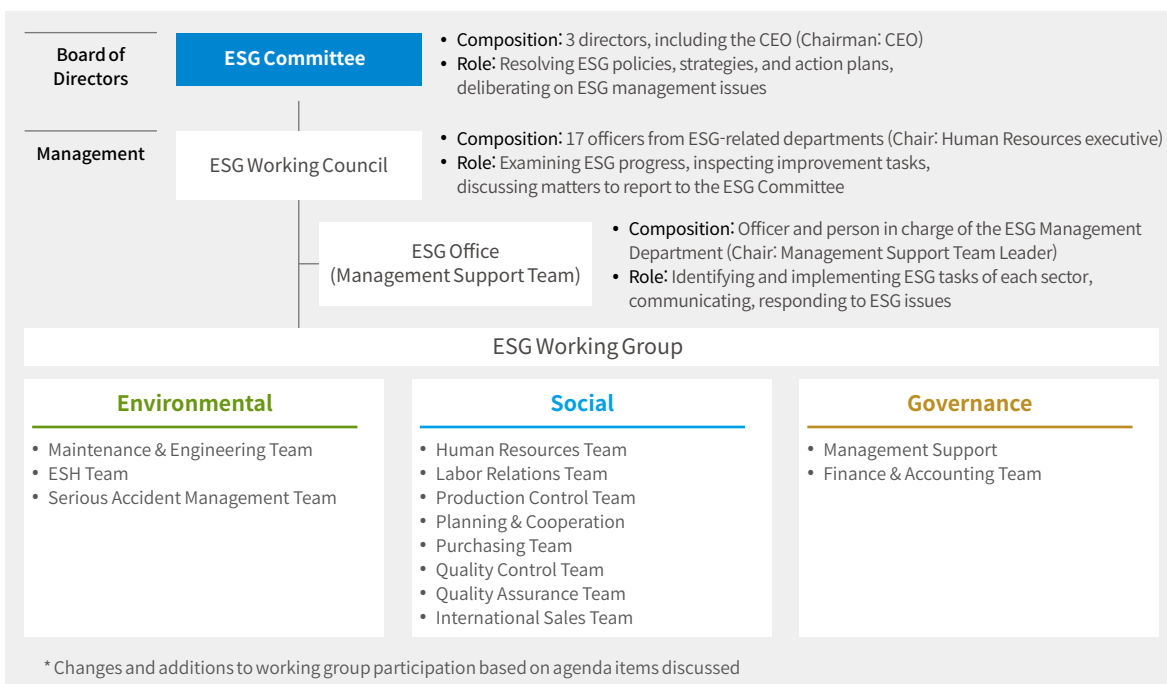 Board of
Directors
ESG Committee
• Composition: 3 directors, including the CEO (Chairman: CEO)
• Role: Resolving ESG policies, strategies, and action plans,
deliberating on ESG management issues
Management
ESG Working Council
• Composition: 17 officers from ESG-related departments (Chair: Human Resources executive)
• Role: Examining ESG progress, inspecting improvement tasks,
discussing matters to report to the ESG Committee
ESG Office
(Management Support Team)
• Composition: Officer and person in charge of the ESG Management
Department (Chair: Management Support Team Leader)
• Role: Identifying and implementing ESG tasks of each sector,
communicating, responding to ESG issues
ESG Working Group
Environmental
• Maintenance & Engineering Team
• ESH Team
• Serious Accident Management Team
Social
• Human Resources Team
• Labor Relations Team
• Production Control Team
• Planning & Cooperation
• Purchasing Team
• Quality Control Team
• Quality Assurance Team
• International Sales Team
Governance
• Management Support
• Finance & Accounting Team
* Changes and additions to working group participation based on agenda items discussed